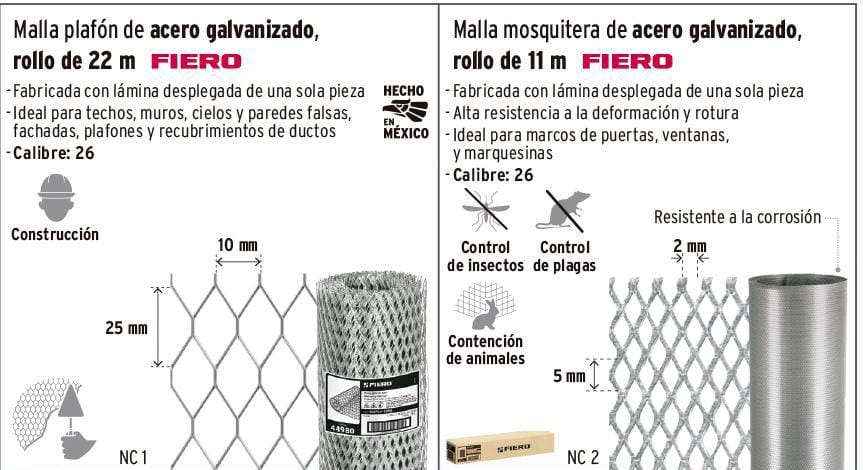 Malla plafón de acero galvanizado,
rollo de 22 m FIERO
- Fabricada con lámina desplegada de una sola pieza
- Ideal para techos, muros, cielos y paredes falsas,
fachadas, plafones y recubrimientos de ductos
- Calibre: 26
HECHO
EN
MÉXICO
Construcción
10 mm
25 mm
FIERO
44980
NC 1
Malla mosquitera de acero galvanizado,
rollo de 11 m FIERO
- Fabricada con lámina desplegada de una sola pieza
- Alta resistencia a la deformación y rotura
- Ideal para marcos de puertas, ventanas,
y marquesinas
- Calibre: 26
Control
de insectos
Control
de plagas
Contención
de animales
Resistente a la corrosión
2 mm
5 mm
FIERO
NC 2